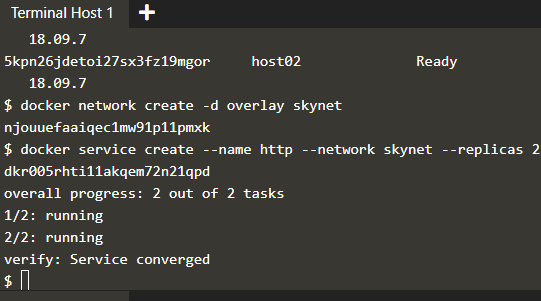 Terminal Host 1
18.09.7
5kpn26jdetoi27sx3fz19mgor host02 Ready
18.09.7
$ docker network create -d overlay skynet
njouuefaaiqec1mw91p11pmxk
$ docker service create --name http --network skynet --replicas 2
dkr005rhti11akqem72n21qpd
overall progress: 2 out of 2 tasks
1/2: running
2/2: running
verify: Service converged
$